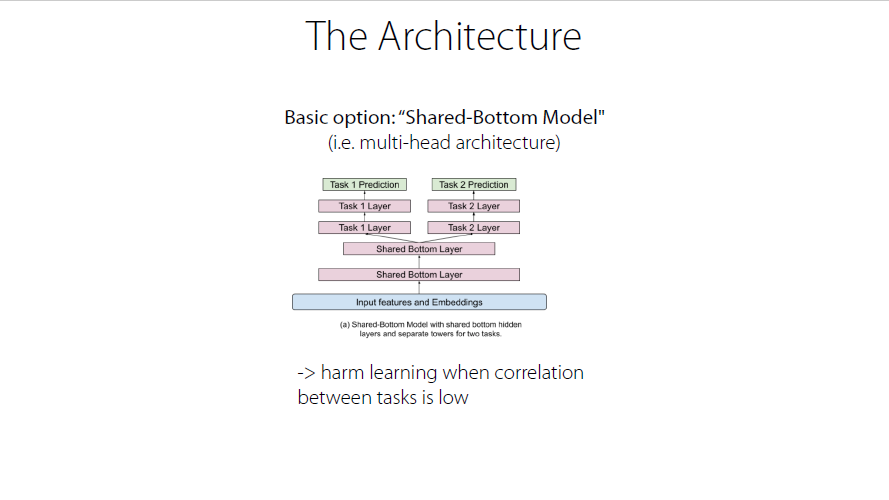 The Architecture
Basic option: “Shared-Bottom Model"
(i.e. multi-head architecture)
Task 1 Prediction
Task 2 Prediction
Task 1 Layer
Task 2 Layer
Task 1 Layer
Task 2 Layer
Shared Bottom Layer
Shared Bottom Layer
Input features and Embeddings
(a) Shared-Bottom Model with shared bottom hidden
layers and separate towers for two tasks.
-> harm learning when correlation
between tasks is low